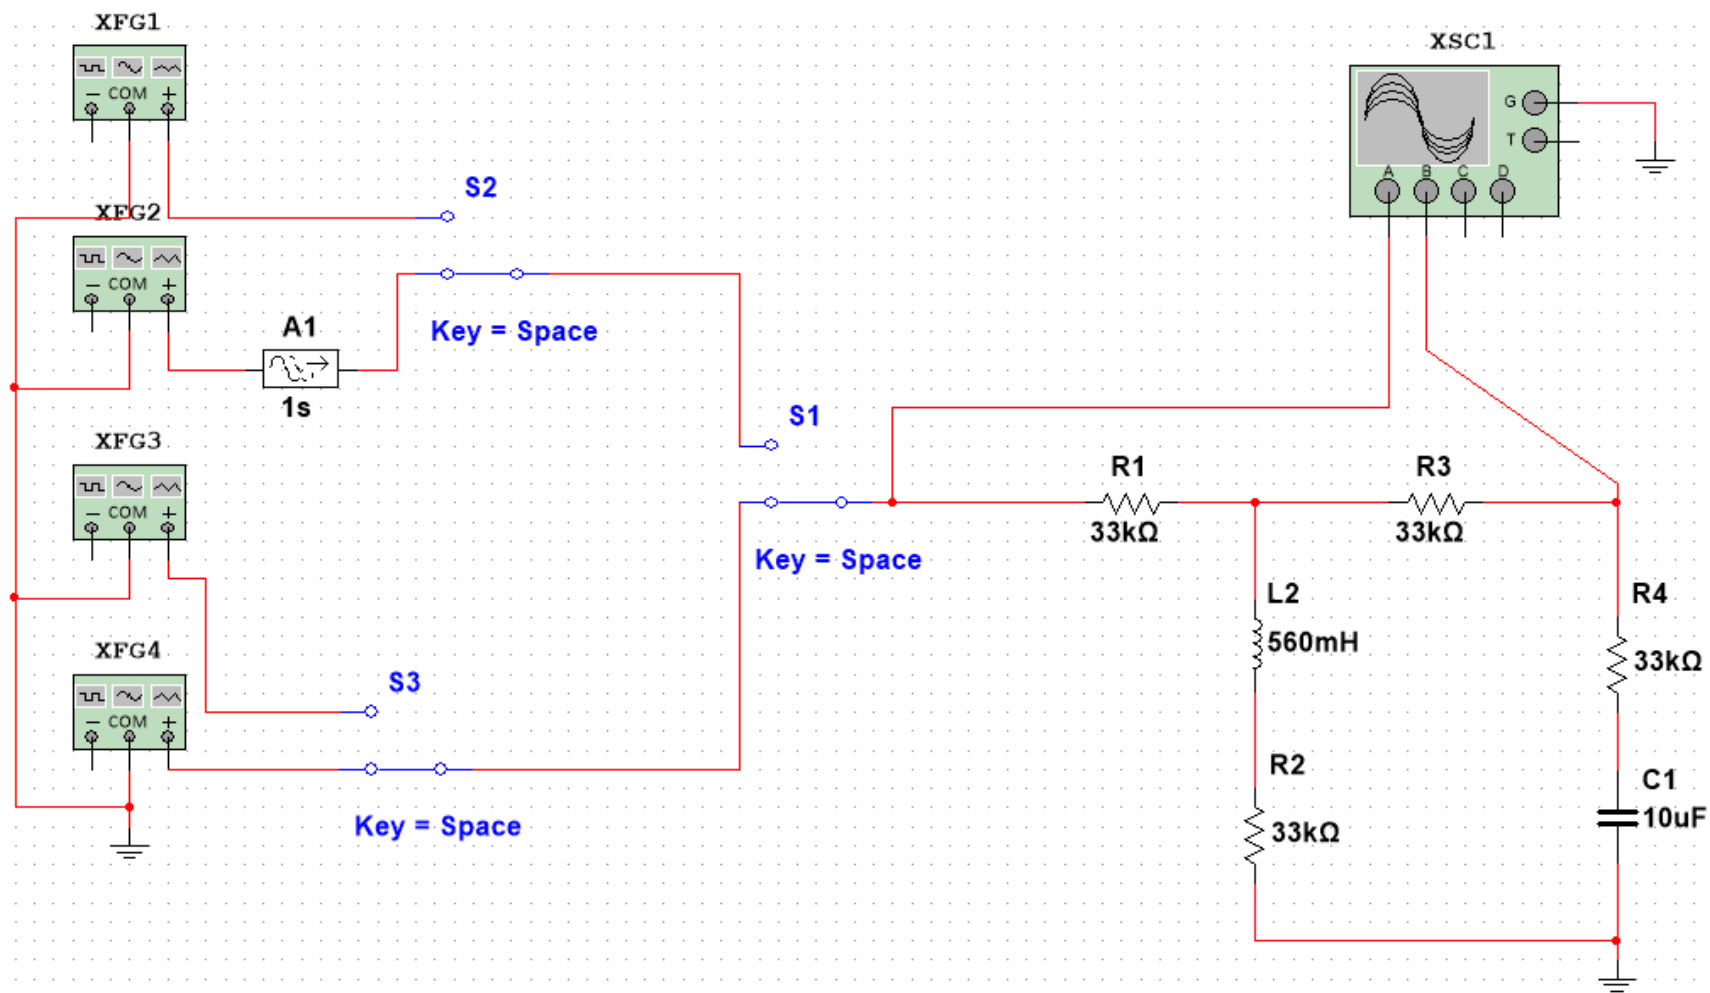 XFG1
COM
XSC1
G
T
A B C D
S2
XFG2
COM
A1
1s
Key = Space
XFG3
COM
S1
Key = Space
R1
33kΩ
R3
33kΩ
L2
560mH
R4
33kΩ
XFG4
COM
S3
Key = Space
R2
33kΩ
C1
10uF